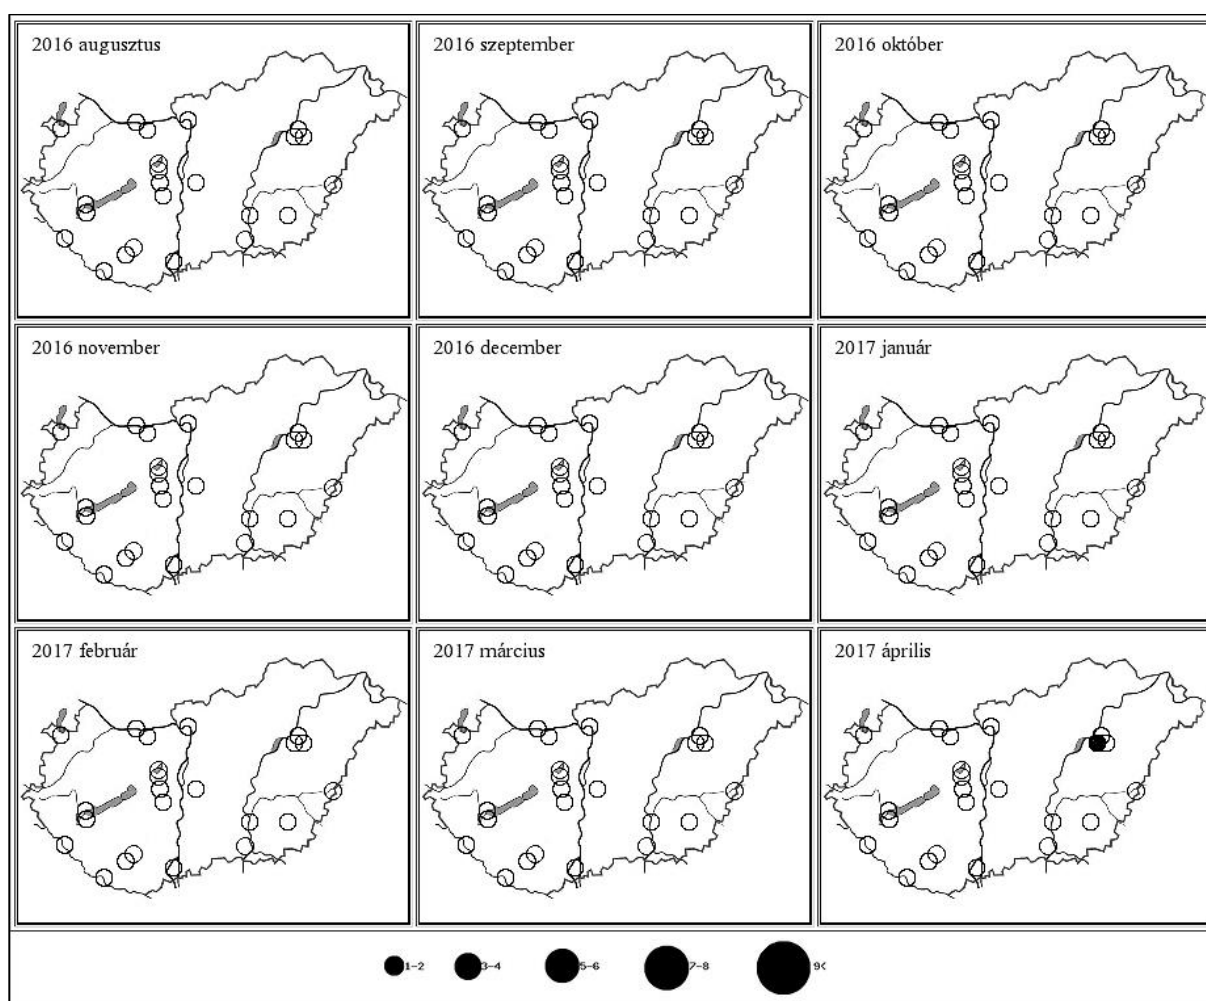 2016 augusztus
2016 szeptember
2016 október
2016 november
2016 december
2017 január
2017 február
2017 március
2017 április
1-2
3-4
5-6
7-8
9<